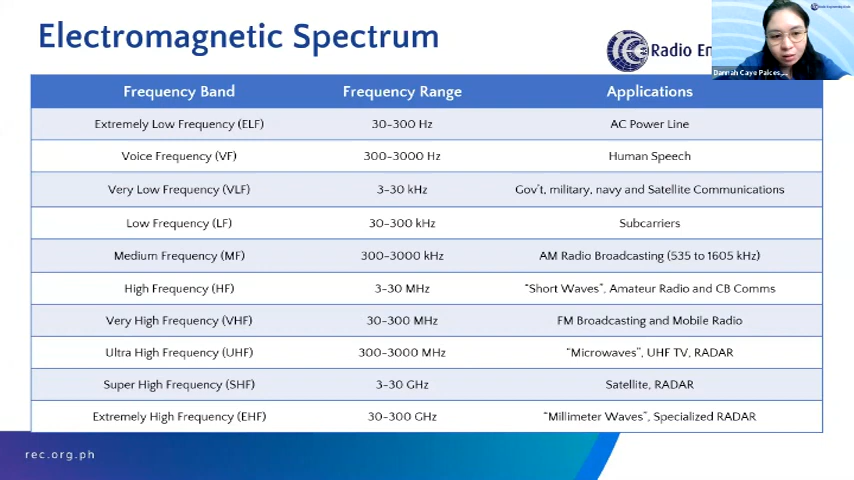 Electromagnetic Spectrum
Radio En
Dannah Caye Palces
Frequency Band Frequency Range Applications
Extremely Low Frequency (ELF) 30-300 Hz AC Power Line
Voice Frequency (VF) 300-3000 Hz Human Speech
Very Low Frequency (VLF) 3-30 kHz Gov't, military, navy and Satellite Communications
Low Frequency (LF) 30-300 kHz Subcarriers
Medium Frequency (MF) 300-3000 kHz AM Radio Broadcasting (535 to 1605 kHz)
High Frequency (HF) 3-30 MHz "Short Waves", Amateur Radio and CB Comms
Very High Frequency (VHF) 30-300 MHz FM Broadcasting and Mobile Radio
Ultra High Frequency (UHF) 300-3000 MHz "Microwaves", UHF TV, RADAR
Super High Frequency (SHF) 3-30 GHz Satellite, RADAR
Extremely High Frequency (EHF) 30-300 GHz "Millimeter Waves", Specialized RADAR
rec.org.ph